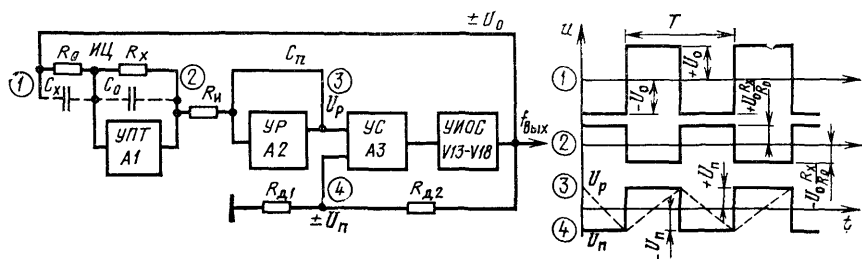 ± U₀
R₀ ИЦ Rₓ
① ②
Cₓ C₀
Rи
Cп
③
Uр
УПТ
A1
УР
A2
УС
A3
УИОС
V13-V18
fвых
④
Rд1
± Uп
Rд2
u
T
①
+U₀
-U₀
+U₀ Rₓ/R₀
②
-U₀ Rₓ/R₀
③
Uр
+Uп
④
Uп
-Uп
t